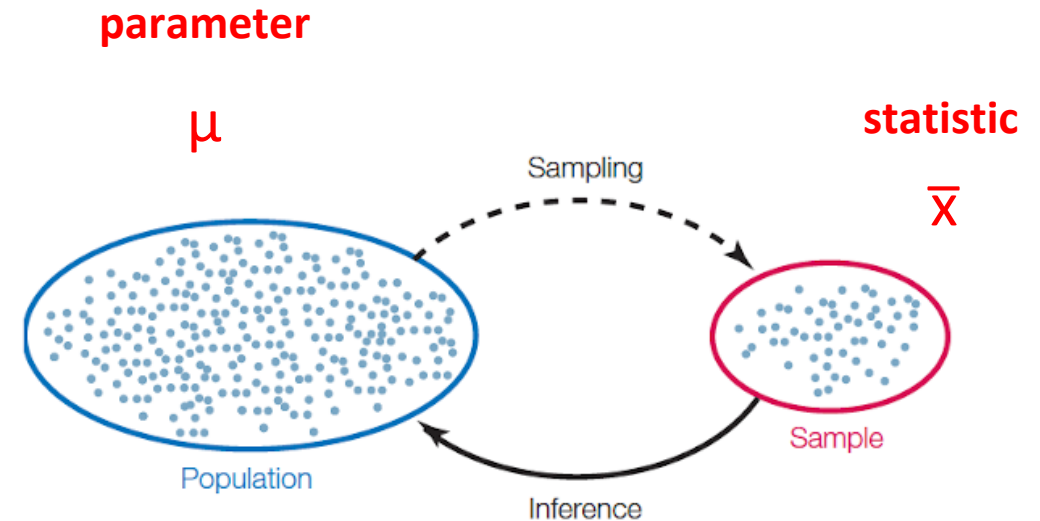 parameter
μ
statistic
Sampling
x̅
Sample
Population
Inference